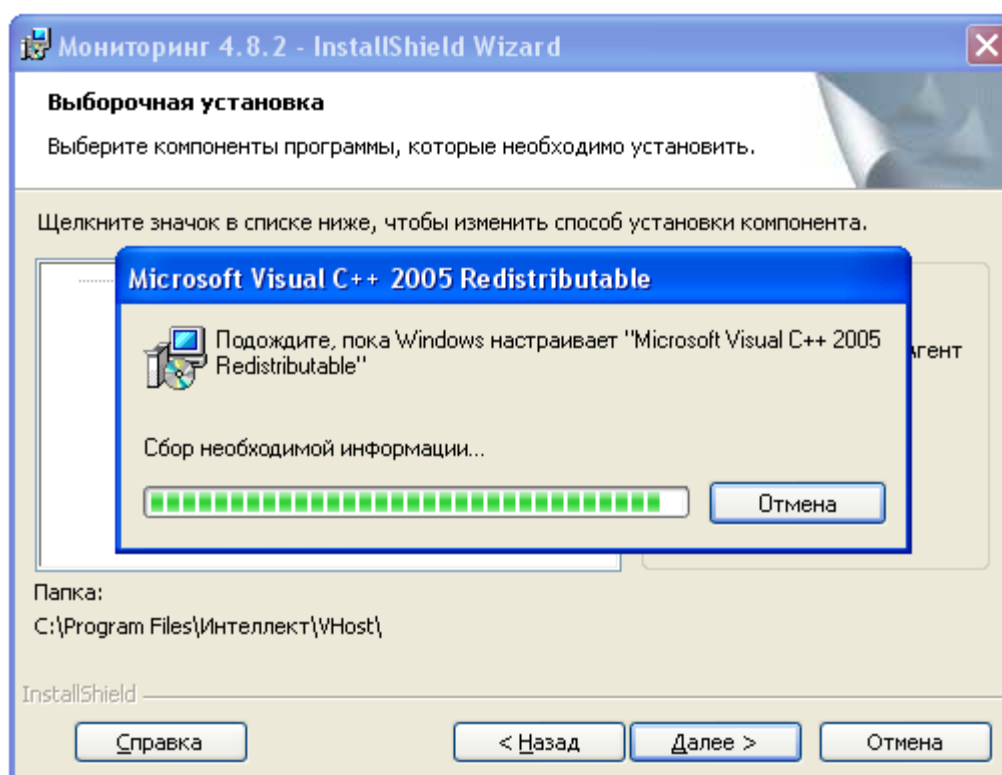 Мониторинг 4.8.2 - InstallShield Wizard
Выборочная установка
Выберите компоненты программы, которые необходимо установить.
Щелкните значок в списке ниже, чтобы изменить способ установки компонента.
Microsoft Visual C++ 2005 Redistributable
Подождите, пока Windows настраивает "Microsoft Visual C++ 2005
Redistributable"
Агент
Сбор необходимой информации...
Отмена
Папка:
C:\Program Files\Интеллект\VHost\
InstallShield
Справка
< Назад
Далее >
Отмена